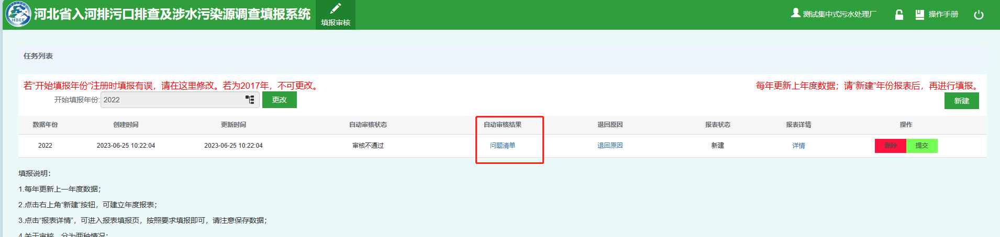 HBEE
河北省入河排污口排查及涉水污染源调查填报系统
填报审核
测试集中式污水处理厂
操作手册
任务列表
若“开始填报年份”注册时填报有误，请在这里修改。若为2017年，不可更改。
每年更新上年度数据；请“新建”年份报表后，再进行填报。
开始填报年份: 2022 更改
新建
数据年份 创建时间 更新时间 自动审核状态 自动审核结果 退回原因 报表状态 报表详情 操作
2022 2023-06-25 10:22:04 2023-06-25 10:22:04 审核不通过 问题清单 退回原因 新建 详情 删除 提交
填报说明：
1.每年更新上一年度数据；
2.点击右上角“新建”按钮，可建立年度报表；
3.点击“报表详情”，可进入报表填报页，按照要求填报即可，请注意保存数据；
4.关于审核，分为两种情况：